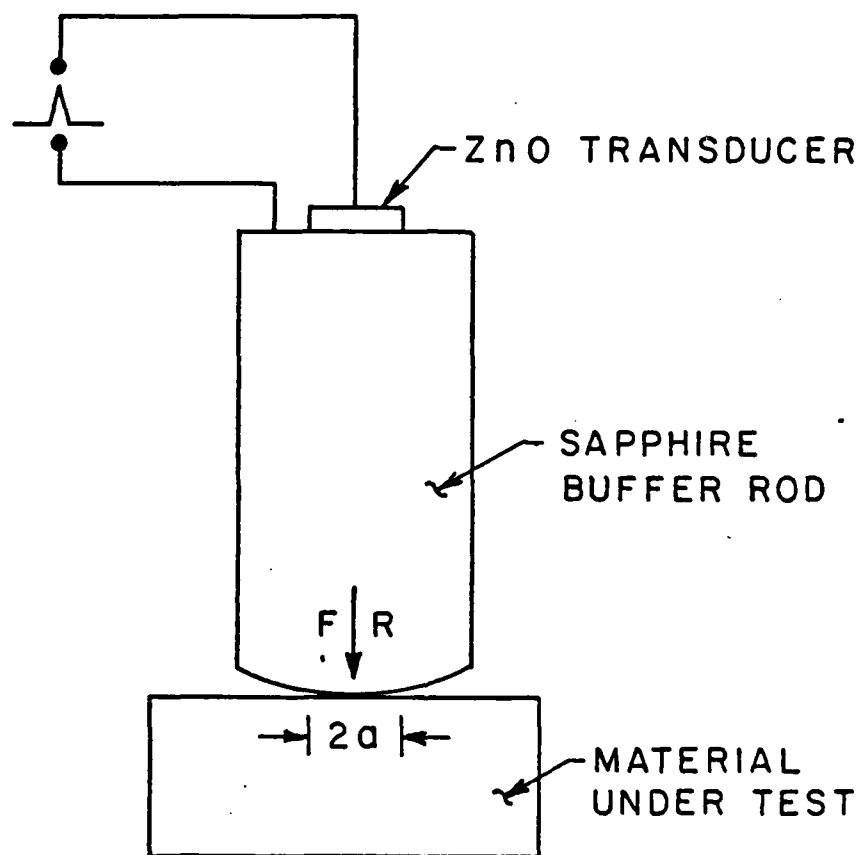 ZnO TRANSDUCER
SAPPHIRE
BUFFER ROD
F R
2a
MATERIAL
UNDER TEST